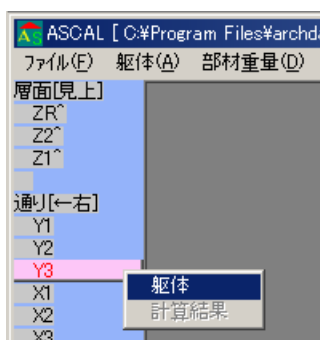 ASCAL [ C:¥Program Files¥archda
ファイル(F) 躯体(A) 部材重量(D)
層面[見上]
ZR^
Z2^
Z1^
通り[←右]
Y1
Y2
Y3
躯体
X1
計算結果
X2
X3